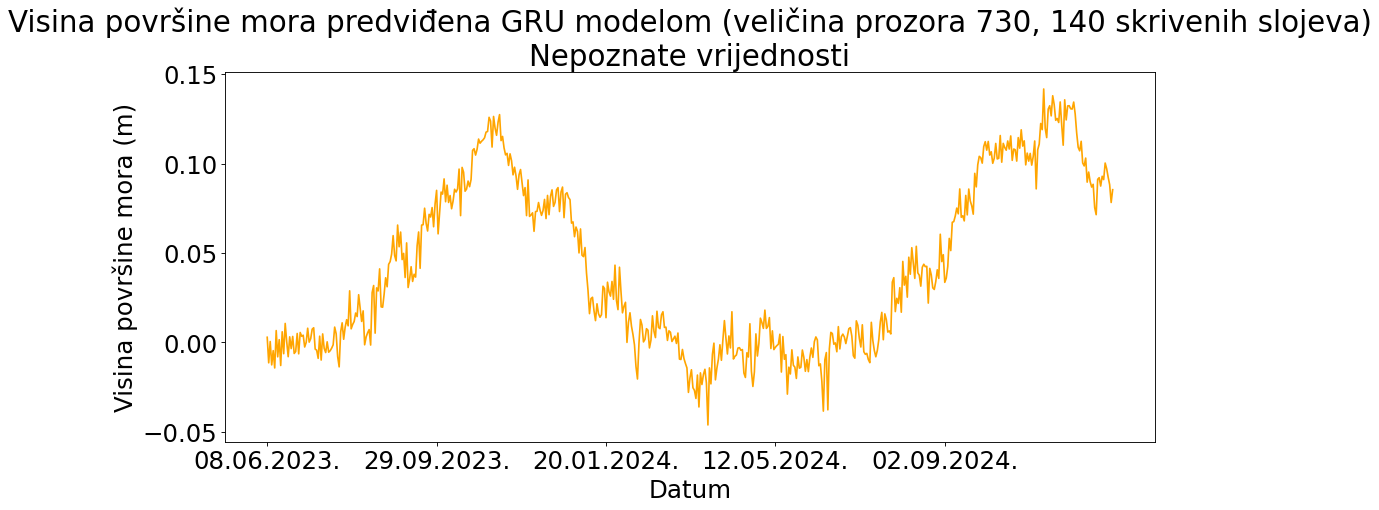 Visina površine mora predviđena GRU modelom (veličina prozora 730, 140 skrivenih slojeva)
Nepoznate vrijednosti
Visina površine mora (m)
0.15
0.10
0.05
0.00
−0.05
08.06.2023. 29.09.2023. 20.01.2024. 12.05.2024. 02.09.2024.
Datum